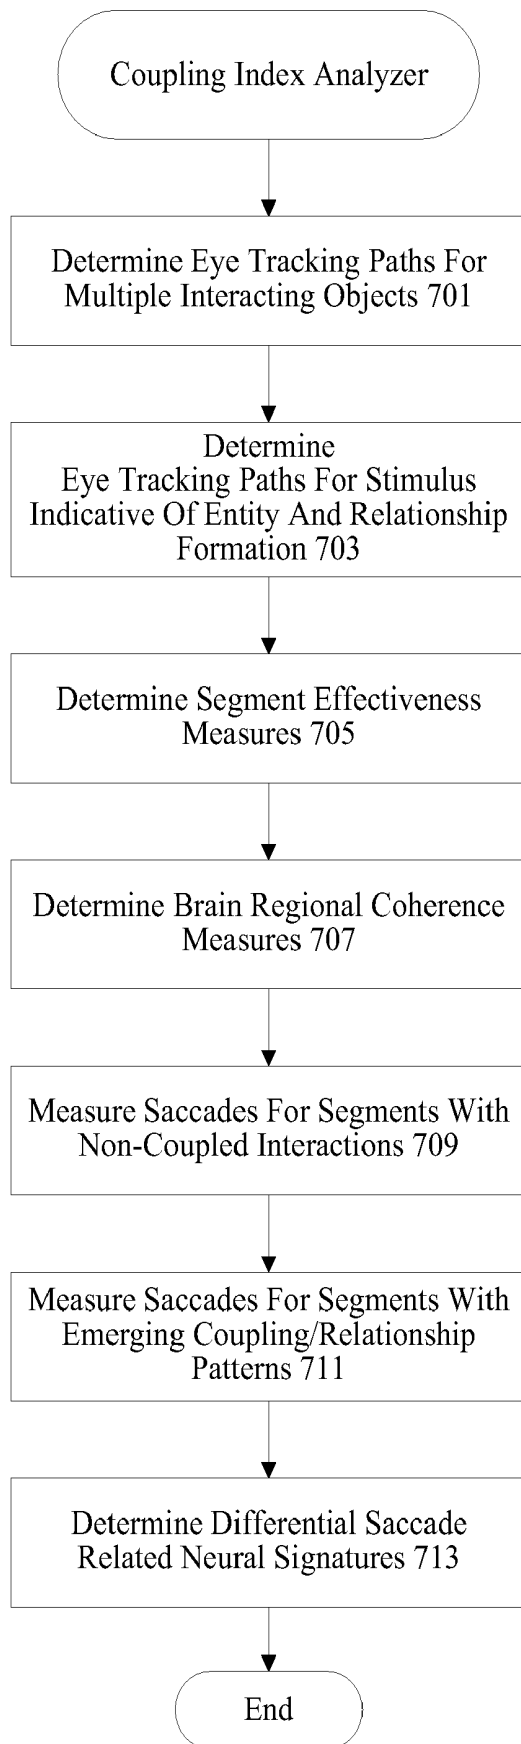 Coupling Index Analyzer
Determine Eye Tracking Paths For
Multiple Interacting Objects 701
Determine
Eye Tracking Paths For Stimulus
Indicative Of Entity And Relationship
Formation 703
Determine Segment Effectiveness
Measures 705
Determine Brain Regional Coherence
Measures 707
Measure Saccades For Segments With
Non-Coupled Interactions 709
Measure Saccades For Segments With
Emerging Coupling/Relationship
Patterns 711
Determine Differential Saccade
Related Neural Signatures 713
End